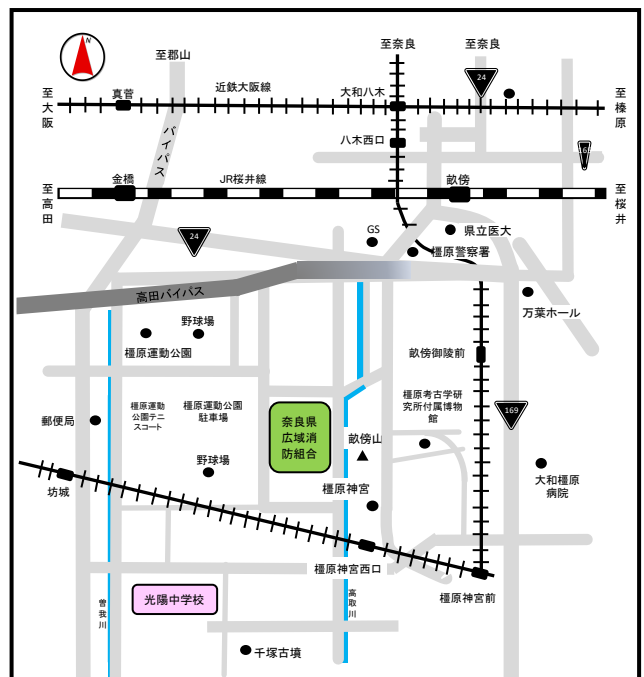 N
至郡山
至奈良
至奈良
24
至大阪
真菅
近鉄大阪線
大和八木
至榛原
バイパス
八木西口
至高田
金橋
JR桜井線
畝傍
至桜井
24
GS
県立医大
橿原警察署
高田バイパス
万葉ホール
野球場
橿原運動公園
畝傍御陵前
郵便局
橿原運動
公園テニ
スコート
橿原運動公園
駐車場
奈良県
広域消
防組合
橿原考古学研
究所付属博物
館
169
畝傍山
野球場
坊城
橿原神宮
大和橿原
病院
橿原神宮西口
橿原神宮前
光陽中学校
曽我川
高取川
千塚古墳